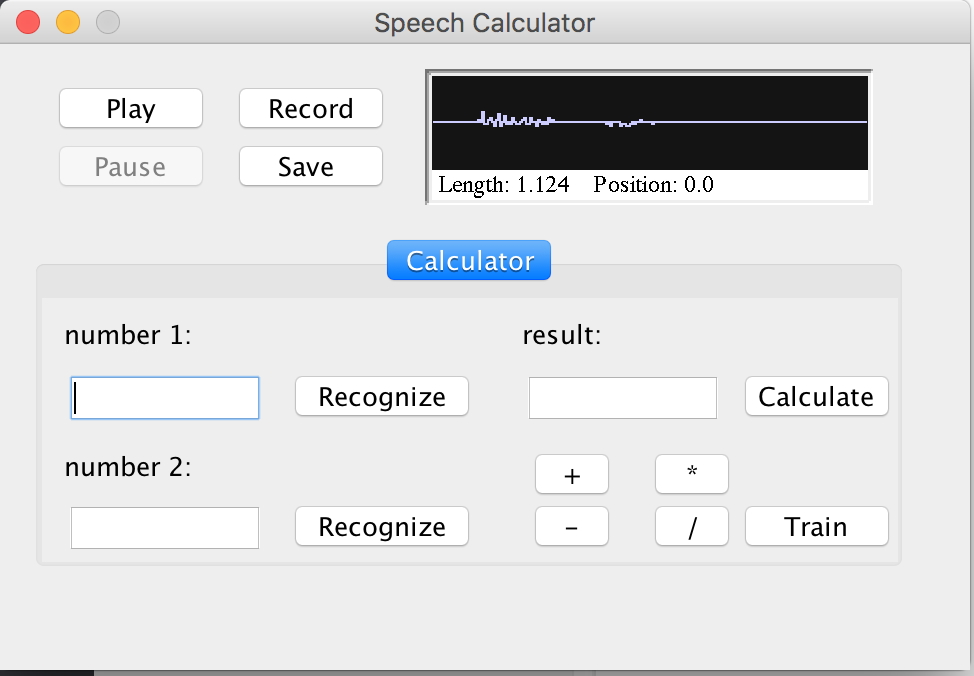 Speech Calculator
Play Record
Pause Save
Length: 1.124 Position: 0.0
Calculator
number 1: result:
Recognize Calculate
number 2: + *
Recognize - / Train